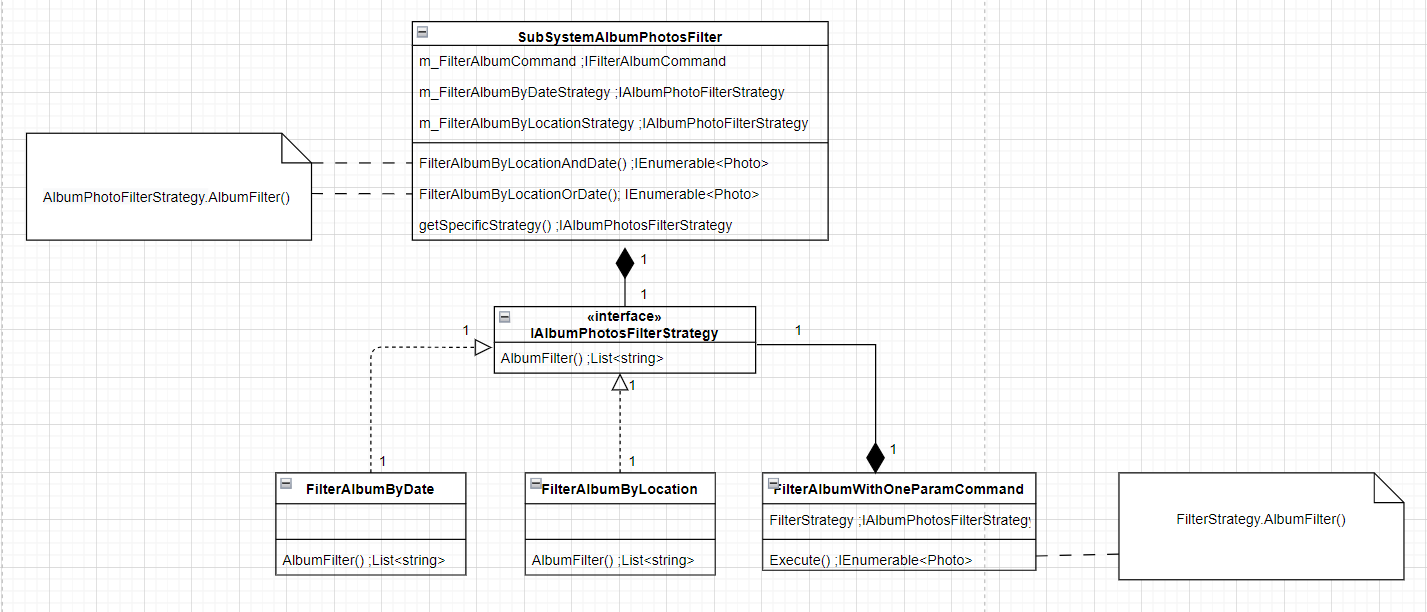 SubSystemAlbumPhotosFilter
m_FilterAlbumCommand ;IFilterAlbumCommand
m_FilterAlbumByDateStrategy ;IAlbumPhotoFilterStrategy
m_FilterAlbumByLocationStrategy ;IAlbumPhotoFilterStrategy
FilterAlbumByLocationAndDate() ;IEnumerable<Photo>
FilterAlbumByLocationOrDate(); IEnumerable<Photo>
getSpecificStrategy() ;IAlbumPhotosFilterStrategy
AlbumPhotoFilterStrategy.AlbumFilter()
1
1
«interface»
IAlbumPhotosFilterStrategy
AlbumFilter() ;List<string>
1
1
1
1
1
1
FilterAlbumByDate
AlbumFilter() ;List<string>
FilterAlbumByLocation
AlbumFilter() ;List<string>
FilterAlbumWithOneParamCommand
FilterStrategy ;IAlbumPhotosFilterStrategy
Execute() ;IEnumerable<Photo>
FilterStrategy.AlbumFilter()